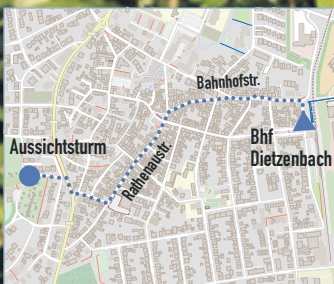 Bahnhofstr.
Bhf
Dietzenbach
Aussichtsturm
Rathenaustr.